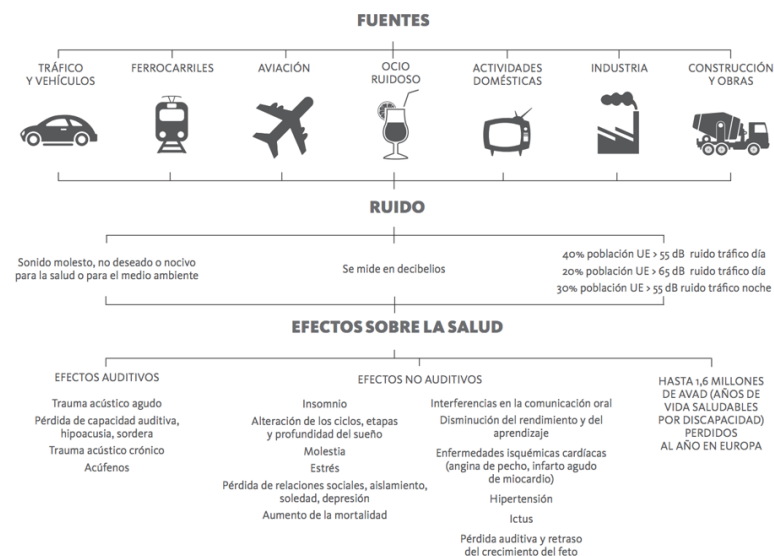 FUENTES
TRÁFICO
Y VEHÍCULOS
FERROCARRILES
AVIACIÓN
OCIO
RUIDOSO
ACTIVIDADES
DOMÉSTICAS
INDUSTRIA
CONSTRUCCIÓN
Y OBRAS
RUIDO
Sonido molesto, no deseado o nocivo
para la salud o para el medio ambiente
Se mide en decibelios
40% población UE > 55 dB ruido tráfico día
20% población UE > 65 dB ruido tráfico día
30% población UE > 55 dB ruido tráfico noche
EFECTOS SOBRE LA SALUD
EFECTOS AUDITIVOS
Trauma acústico agudo
Pérdida de capacidad auditiva,
hipoacusia, sordera
Trauma acústico crónico
Acúfenos
EFECTOS NO AUDITIVOS
Insomnio
Alteración de los ciclos, etapas
y profundidad del sueño
Molestia
Estrés
Pérdida de relaciones sociales, aislamiento,
soledad, depresión
Aumento de la mortalidad
Interferencias en la comunicación oral
Disminución del rendimiento y del
aprendizaje
Enfermedades isquémicas cardíacas
(angina de pecho, infarto agudo
de miocardio)
Hipertensión
Ictus
Pérdida auditiva y retraso
del crecimiento del feto
HASTA 1,6 MILLONES
DE AVAD (AÑOS DE
VIDA SALUDABLES
POR DISCAPACIDAD)
PERDIDOS
AL AÑO EN EUROPA